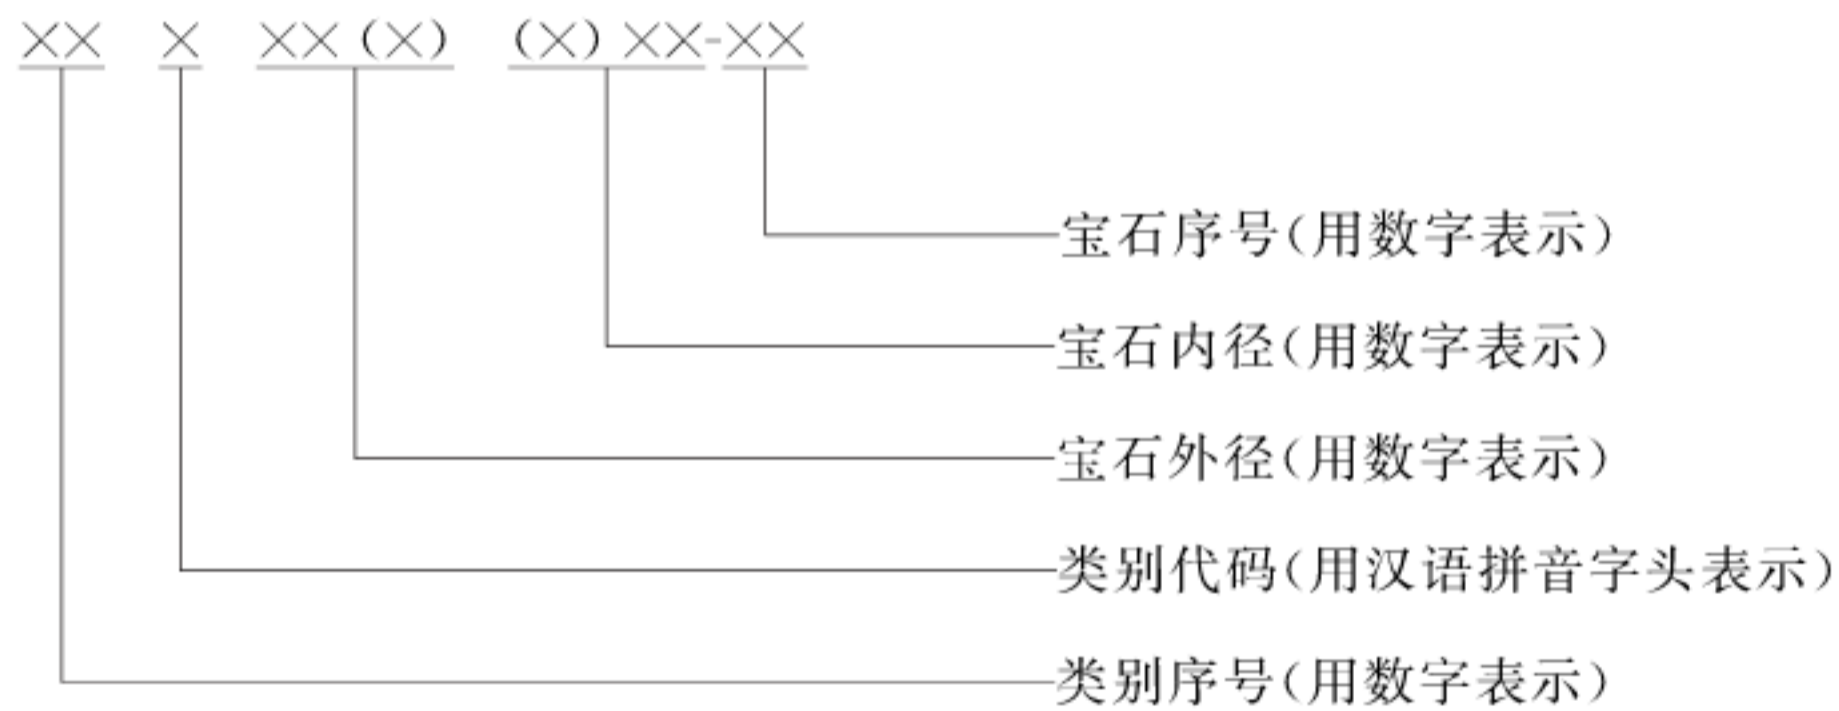 ×× × ××(×) (×)××-××
宝石序号(用数字表示)
宝石内径(用数字表示)
宝石外径(用数字表示)
类别代码(用汉语拼音字头表示)
类别序号(用数字表示)